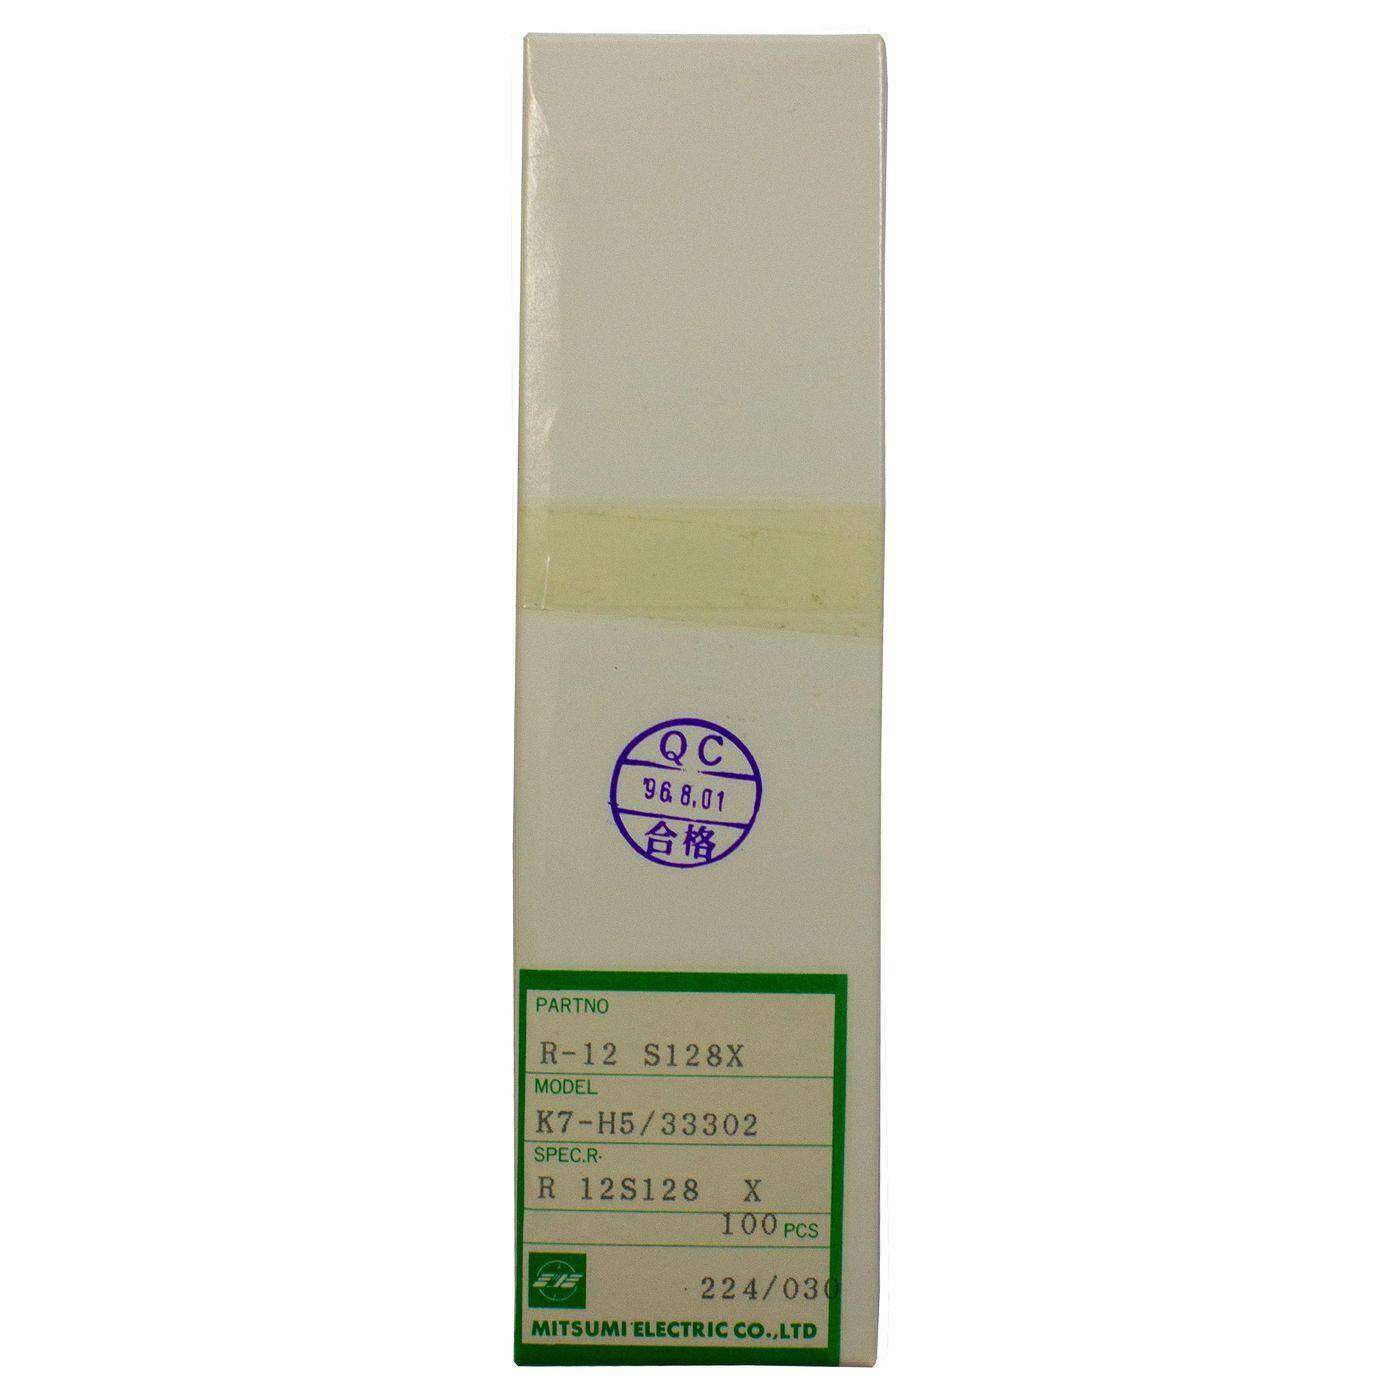 QC
'96.8.01
合格
PARTNO
R-12 S128X
MODEL
K7-H5/33302
SPEC.R.
R 12S128 X
100 PCS
224/030
MITSUMI ELECTRIC CO.,LTD